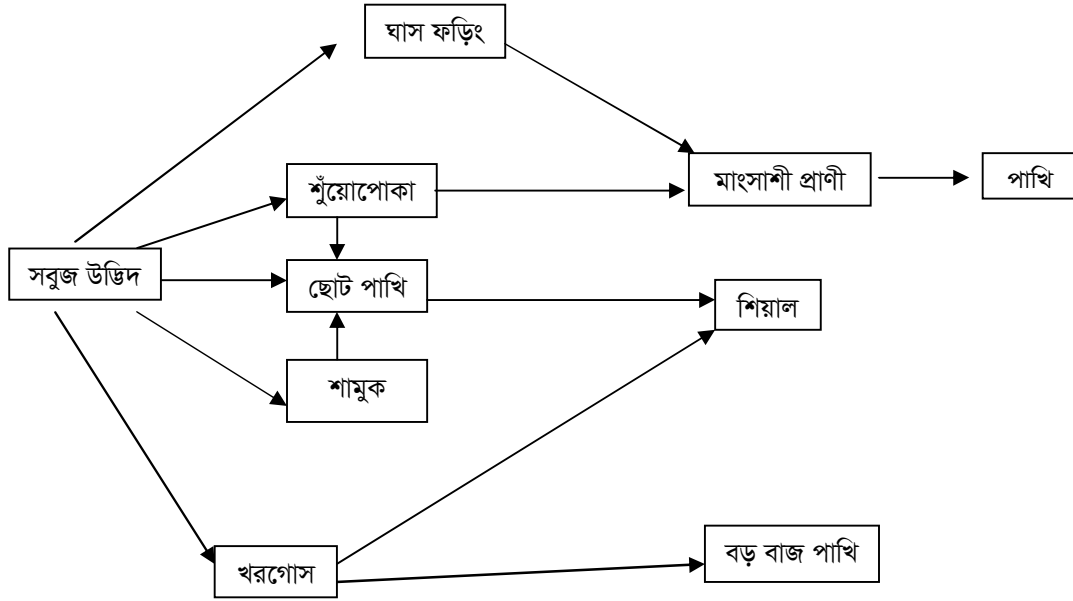 ঘাস ফড়িং
শুঁয়োপোকা
মাংসাশী প্রাণী
পাখি
সবুজ উদ্ভিদ
ছোট পাখি
শিয়াল
শামুক
খরগোস
বড় বাজ পাখি